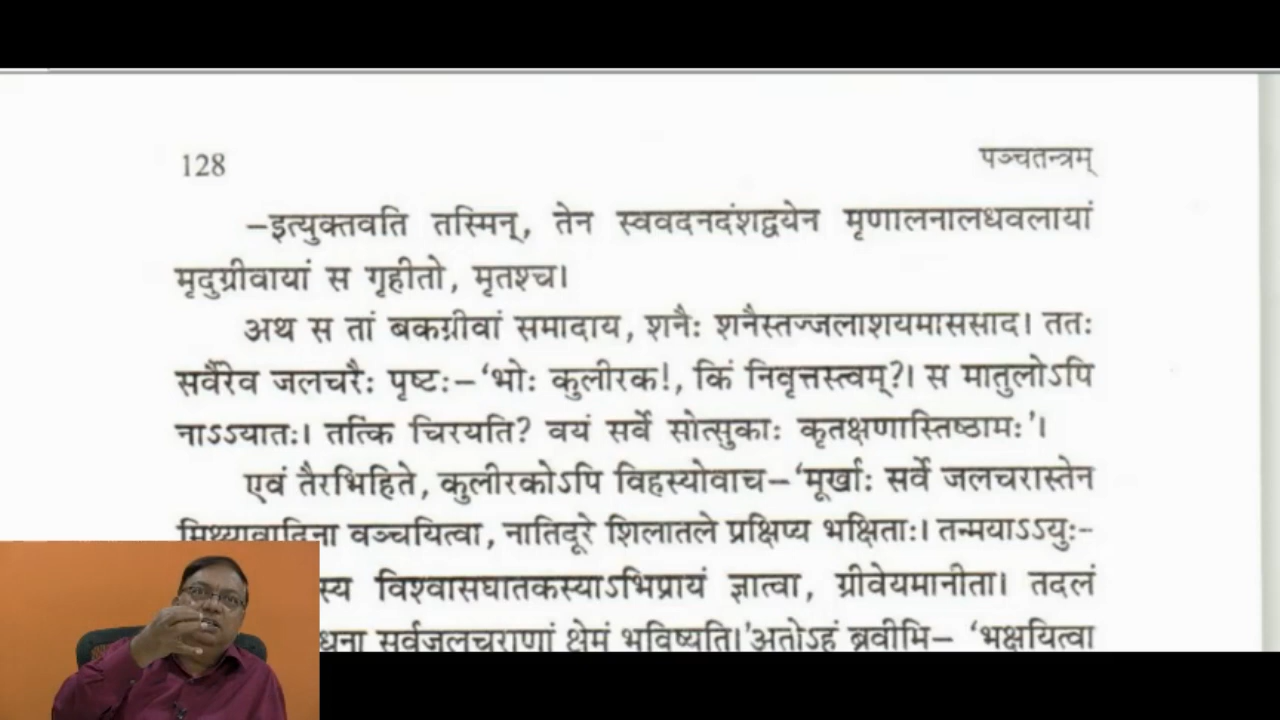 128
पञ्चतन्त्रम्
–इत्युक्तवति तस्मिन्, तेन स्ववदनदंशद्वयेन मृणालनालधवलायां
मृदुग्रीवायां स गृहीतो, मृतश्च।
अथ स तां बकग्रीवां समादाय, शनैः शनैस्तज्जलाशयमाससाद। ततः
सर्वैरेव जलचरैः पृष्टः–‘भोः कुलीरक!, किं निवृत्तस्त्वम्?। स मातुलोऽपि
नाऽऽयातः। तत्किं चिरयति? वयं सर्वे सोत्सुकाः कृतक्षणास्तिष्ठामः’।
एवं तैरभिहिते, कुलीरकोऽपि विहस्योवाच–‘मूर्खाः सर्वे जलचरास्तेन
मिथ्यावादिना वञ्चयित्वा, नातिदूरे शिलातले प्रक्षिप्य भक्षिताः। तन्मयाऽऽयुः-
स्य विश्वासघातकस्याऽभिप्रायं ज्ञात्वा, ग्रीवेयमानीता। तदलं
धना सर्वजलचराणां क्षेमं भविष्यति।’अतोऽहं ब्रवीमि– ‘भक्षयित्वा